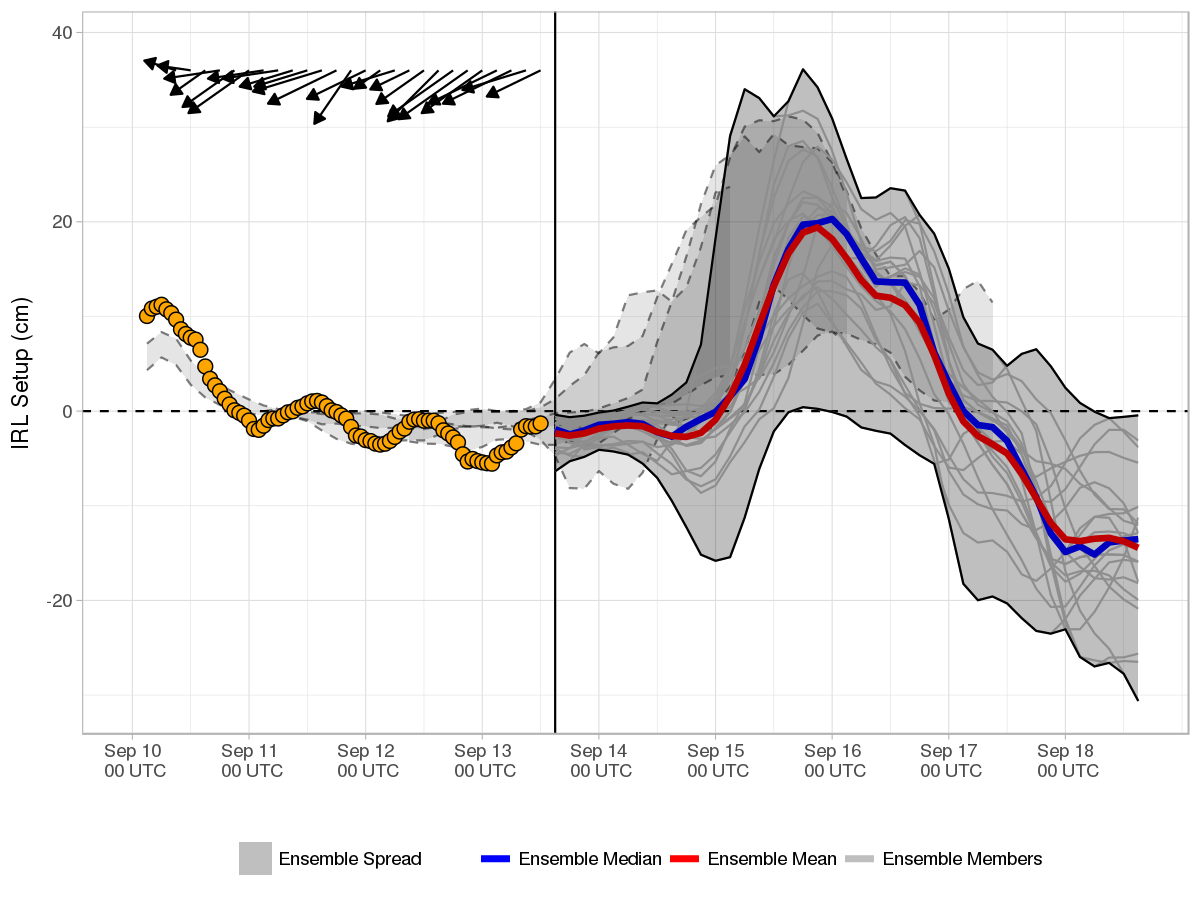 IRL Setup (cm)
40
20
0
-20
Sep 10 Sep 11 Sep 12 Sep 13 Sep 14 Sep 15 Sep 16 Sep 17 Sep 18
00 UTC 00 UTC 00 UTC 00 UTC 00 UTC 00 UTC 00 UTC 00 UTC 00 UTC
Ensemble Spread Ensemble Median Ensemble Mean Ensemble Members